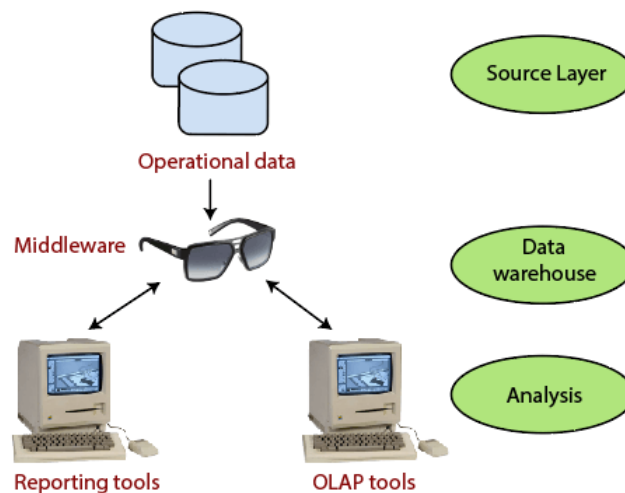 Source Layer
Operational data
Middleware
Data
warehouse
Analysis
Reporting tools
OLAP tools